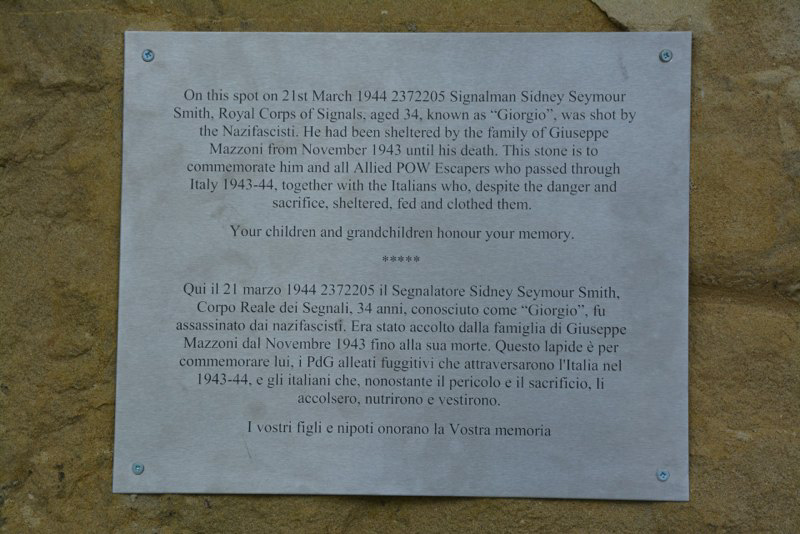 On this spot on 21st March 1944 2372205 Signalman Sidney Seymour
Smith, Royal Corps of Signals, aged 34, known as “Giorgio”, was shot by
the Nazifascisti. He had been sheltered by the family of Giuseppe
Mazzoni from November 1943 until his death. This stone is to
commemorate him and all Allied POW Escapers who passed through
Italy 1943-44, together with the Italians who, despite the danger and
sacrifice, sheltered, fed and clothed them.
Your children and grandchildren honour your memory.
*****
Qui il 21 marzo 1944 2372205 il Segnalatore Sidney Seymour Smith,
Corpo Reale dei Segnali, 34 anni, conosciuto come “Giorgio”, fu
assassinato dai nazifascisti. Era stato accolto dalla famiglia di Giuseppe
Mazzoni dal Novembre 1943 fino alla sua morte. Questo lapide è per
commemorare lui, i PdG alleati fuggitivi che attraversarono l'Italia nel
1943-44, e gli italiani che, nonostante il pericolo e il sacrificio, li
accolsero, nutrirono e vestirono.
I vostri figli e nipoti onorano la Vostra memoria